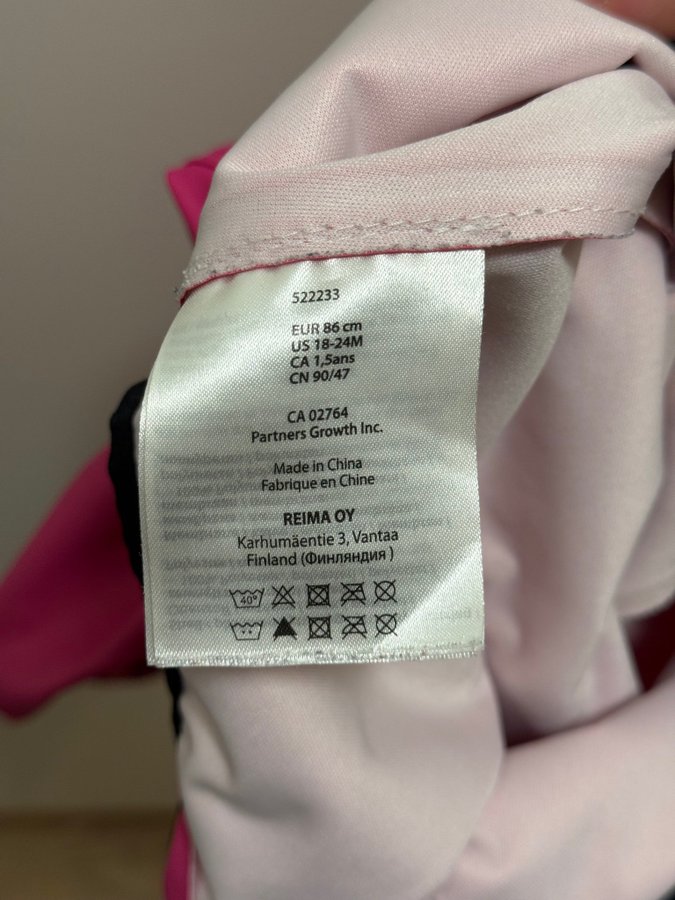 522233
EUR 86 cm
US 18-24M
CA 1,5ans
CN 90/47
CA 02764
Partners Growth Inc.
Made in China
Fabrique en Chine
REIMA OY
Karhumäentie 3, Vantaa
Finland (Финляндия )
40°